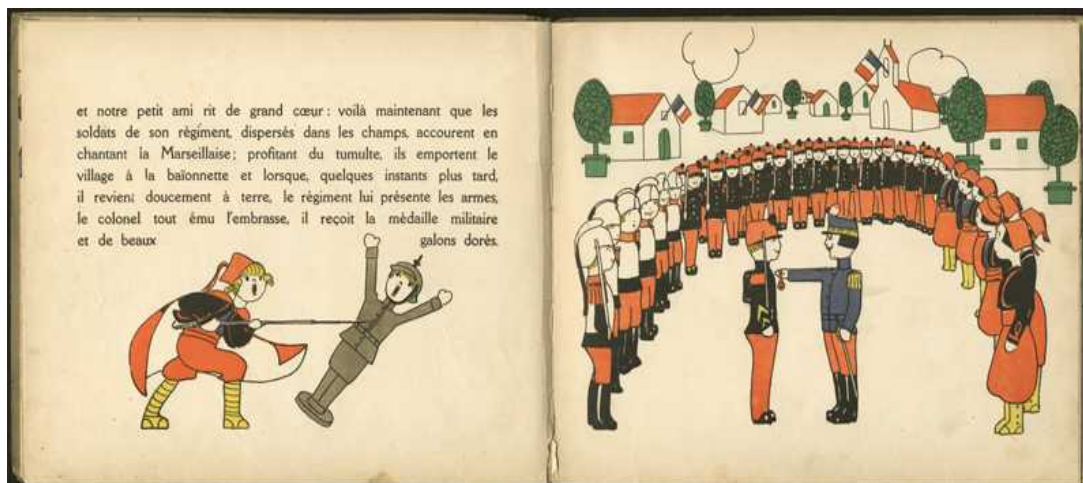 et notre petit ami rit de grand cœur : voilà maintenant que les
soldats de son régiment, dispersés dans les champs, accourent en
chantant la Marseillaise ; profitant du tumulte, ils emportent le
village à la baïonnette et lorsque, quelques instants plus tard,
il revient doucement à terre, le régiment lui présente les armes,
le colonel tout ému l'embrasse, il reçoit la médaille militaire
et de beaux galons dorés.